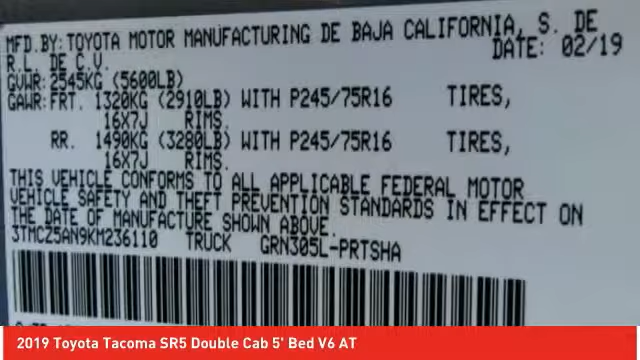 MFD.BY: TOYOTA MOTOR MANUFACTURING DE BAJA CALIFORNIA, S. DE
R.L. DE C.V. DATE: 02/19
GVWR: 2545KG (5600LB)
GAWR: FRT. 1320KG (2910LB) WITH P245/75R16 TIRES,
16X7J RIMS.
RR. 1490KG (3280LB) WITH P245/75R16 TIRES,
16X7J RIMS.
THIS VEHICLE CONFORMS TO ALL APPLICABLE FEDERAL MOTOR
VEHICLE SAFETY AND THEFT PREVENTION STANDARDS IN EFFECT ON
THE DATE OF MANUFACTURE SHOWN ABOVE.
3TMCZ5AN9KM236110 TRUCK GRN305L-PRTSHA
2019 Toyota Tacoma SR5 Double Cab 5' Bed V6 AT